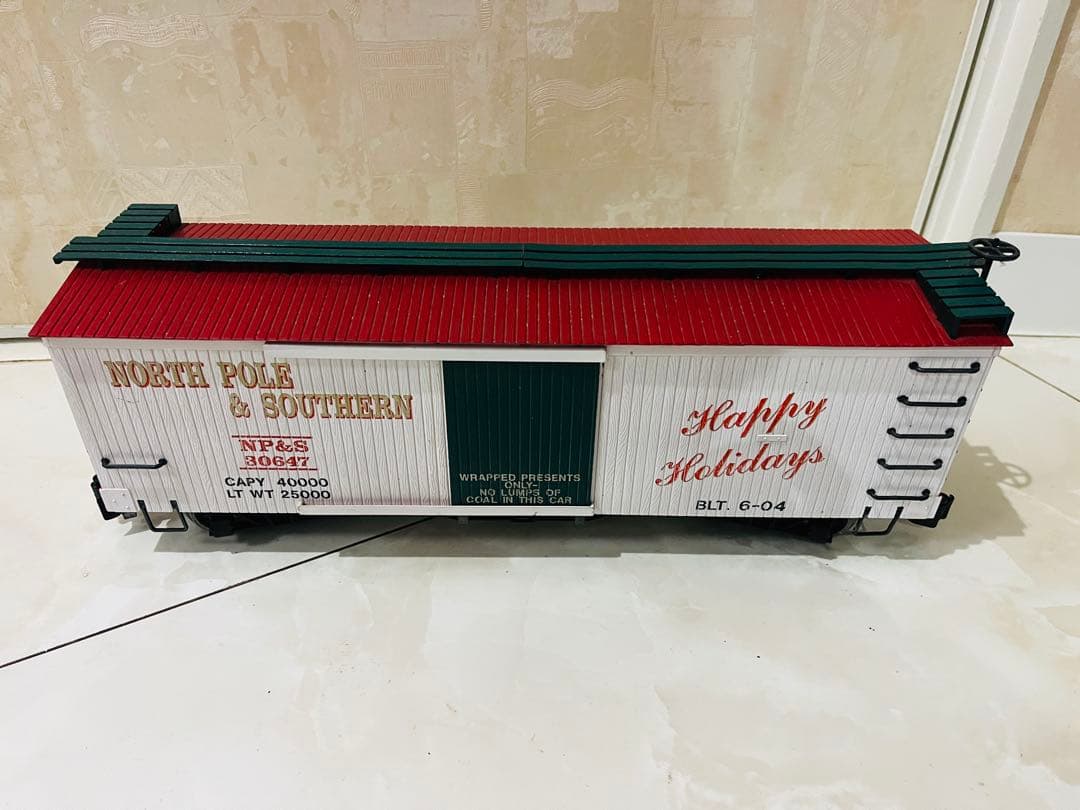 NORTH POLE
& SOUTHERN
NP&S
30647
CAPY 40000
LT WT 25000
WRAPPED PRESENTS
ONLY-
NO LUMPS OF
COAL IN THIS CAR
Happy
Holidays
BLT. 6-04